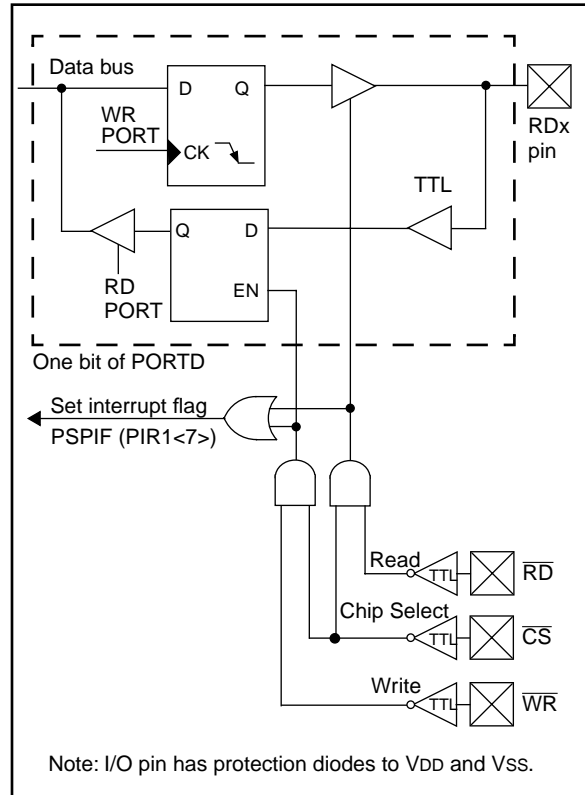 Data bus
D Q
WR
PORT
CK
RDx
pin
TTL
Q D
EN
RD
PORT
One bit of PORTD
Set interrupt flag
PSPIF (PIR1<7>)
Read
TTL
RD
Chip Select
TTL
CS
Write
TTL
WR
Note: I/O pin has protection diodes to VDD and VSS.